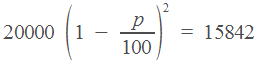 20000 (1 − p/100)² = 15842